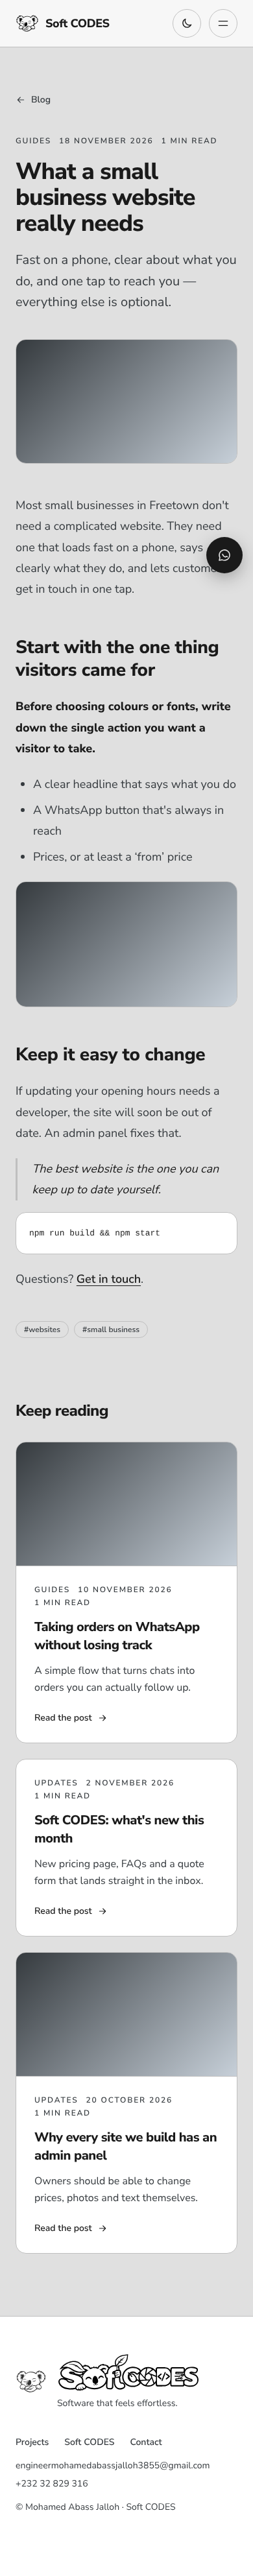 Soft CODES
← Blog
GUIDES 18 NOVEMBER 2026 1 MIN READ
What a small
business website
really needs
Fast on a phone, clear about what you
do, and one tap to reach you —
everything else is optional.
Most small businesses in Freetown don't
need a complicated website. They need
one that loads fast on a phone, says
clearly what they do, and lets
get in touch in one tap.
Start with the one thing
visitors came for
Before choosing colours or fonts, write
down the single action you want a
visitor to take.
• A clear headline that says what you do
• A WhatsApp button that's always in
reach
• Prices, or at least a ‘from’ price
Keep it easy to change
If updating your opening hours needs a
developer, the site will soon be out of
date. An admin panel fixes that.
The best website is the one you can
keep up to date yourself.
npm run build && npm start
Questions? Get in touch.
#websites #small business
Keep reading
GUIDES 10 NOVEMBER 2026
1 MIN READ
Taking orders on WhatsApp
without losing track
A simple flow that turns chats into
orders you can actually follow up.
Read the post →
UPDATES 2 NOVEMBER 2026
1 MIN READ
Soft CODES: what's new this
month
New pricing page, FAQs and a quote
form that lands straight in the inbox.
Read the post →
UPDATES 20 OCTOBER 2026
1 MIN READ
Why every site we build has an
admin panel
Owners should be able to change
prices, photos and text themselves.
Read the post →
Soft CODES
Software that feels effortless.
Projects Soft CODES Contact
engineermohamedabassjalloh3855@gmail.com
+232 32 829 316
© Mohamed Abass Jalloh · Soft CODES